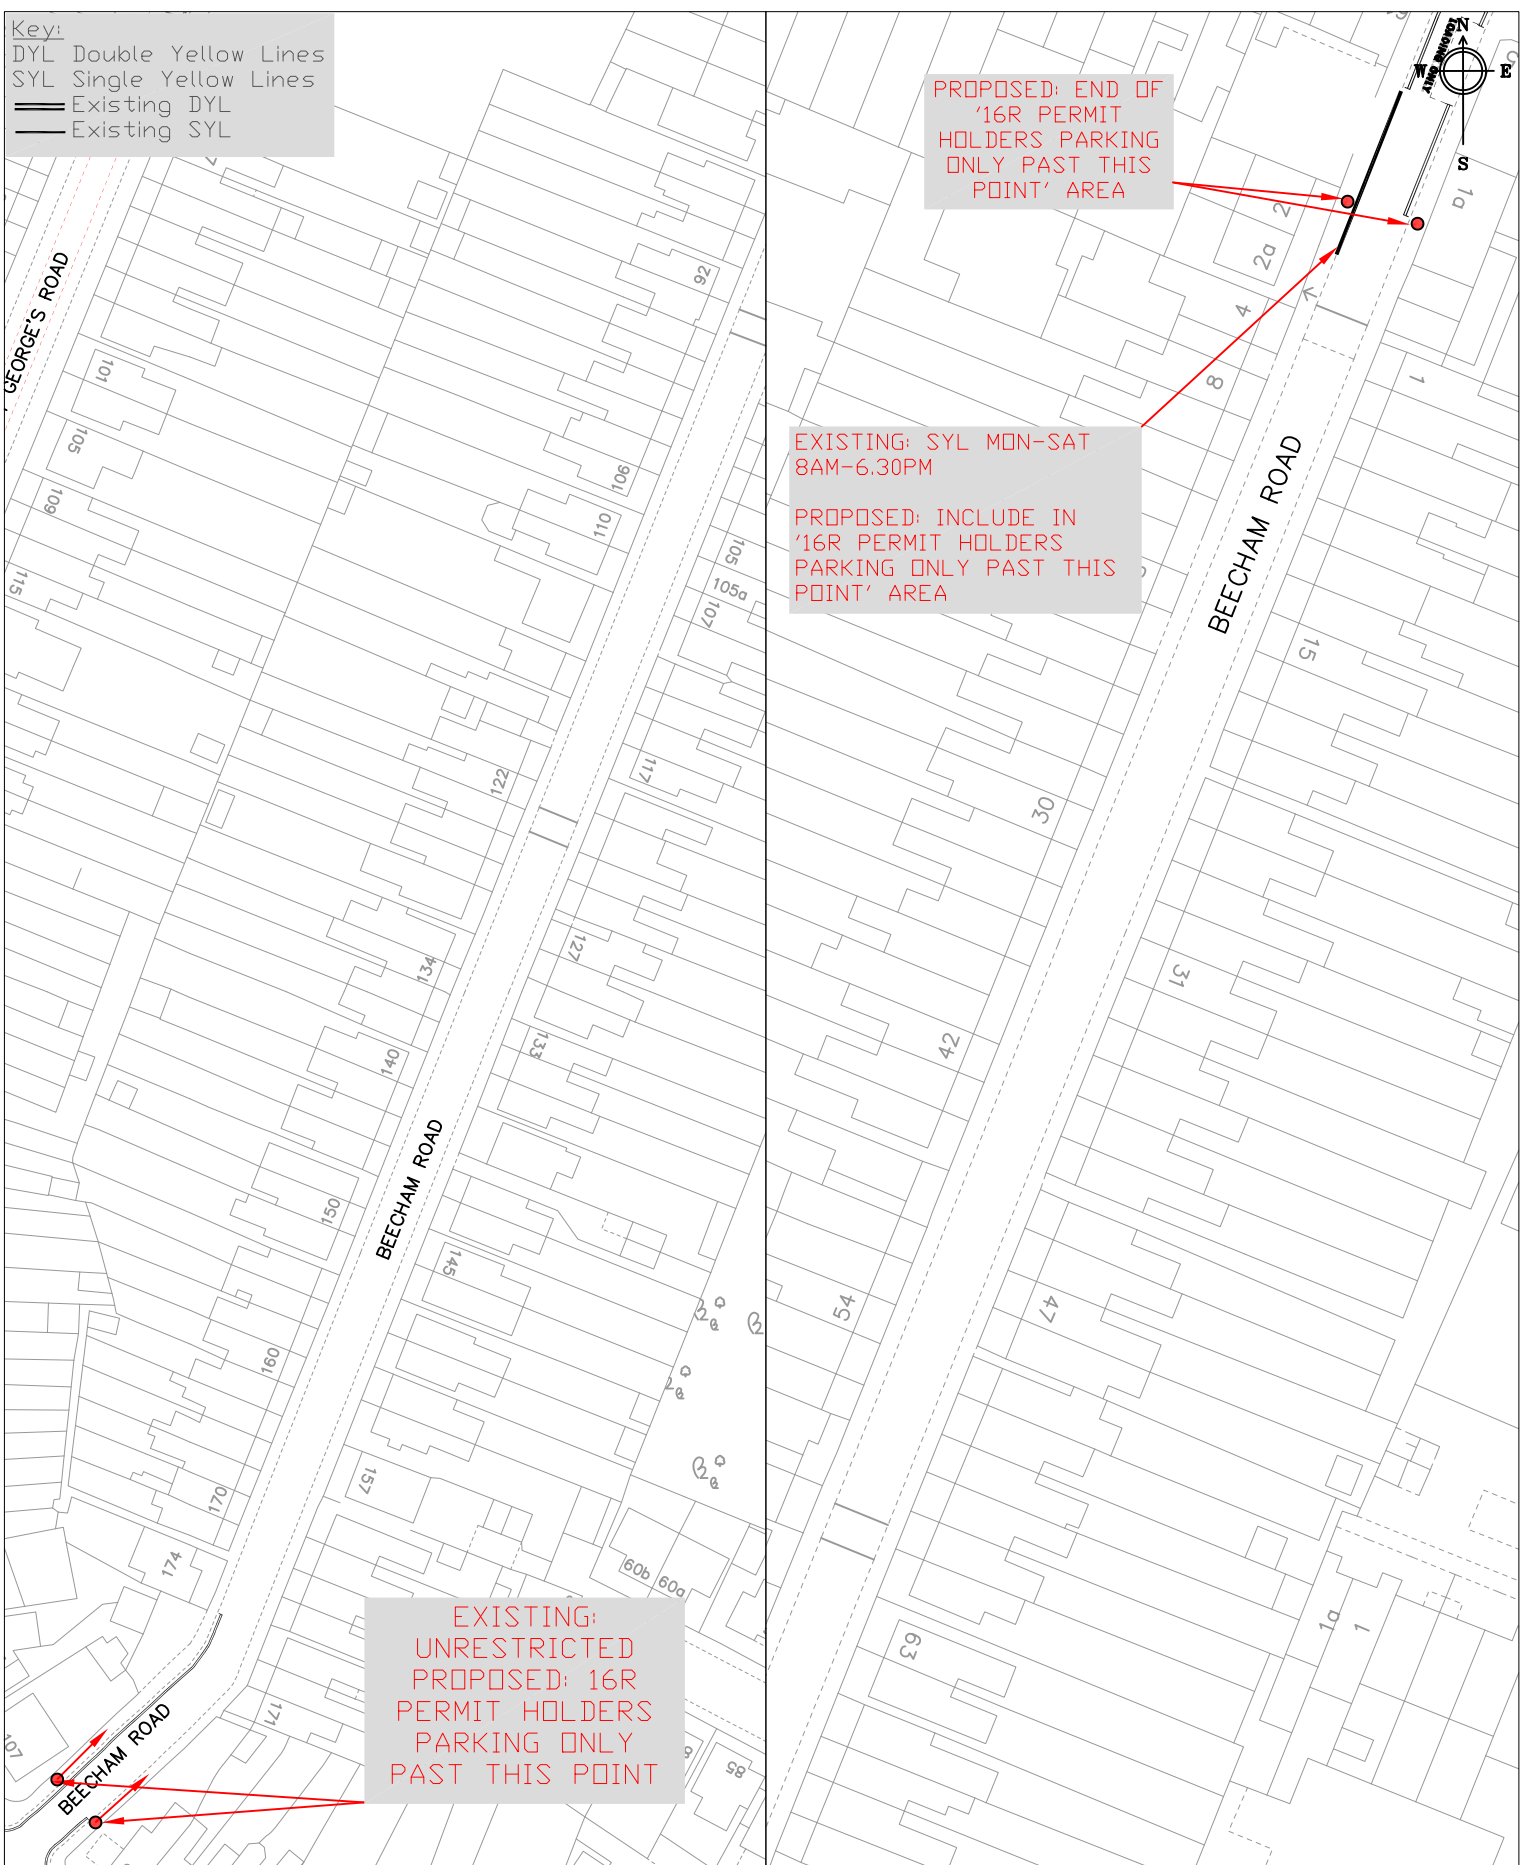 Key:
DYL Double Yellow Lines
SYL Single Yellow Lines
Existing DYL
Existing SYL
GEORGE'S ROAD
101
105
109
115
92
106
110
105
105a
107
122
117
134
127
140
133
150
BEECHAM ROAD
145
160
157
170
174
60b
60a
171
107
BEECHAM ROAD
85
EXISTING:
UNRESTRICTED
PROPOSED: 16R
PERMIT HOLDERS
PARKING ONLY
PAST THIS POINT
PROPOSED: END OF
'16R PERMIT
HOLDERS PARKING
ONLY PAST THIS
POINT' AREA
LOADING ONLY
N
W
E
S
1a
2
2a
4
8
1
EXISTING: SYL MON-SAT
8AM-6.30PM
PROPOSED: INCLUDE IN
'16R PERMIT HOLDERS
PARKING ONLY PAST THIS
POINT' AREA
BEECHAM ROAD
15
30
31
42
47
54
63
1a
1